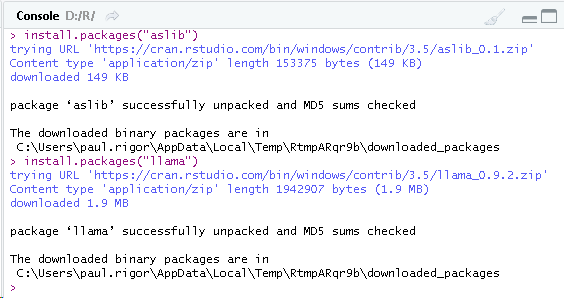 Console D:/R/
> install.packages("aslib")
trying URL 'https://cran.rstudio.com/bin/windows/contrib/3.5/aslib_0.1.zip'
Content type 'application/zip' length 153375 bytes (149 KB)
downloaded 149 KB
package ‘aslib’ successfully unpacked and MD5 sums checked
The downloaded binary packages are in
C:\Users\paul.rigor\AppData\Local\Temp\RtmpARqr9b\downloaded_packages
> install.packages("llama")
trying URL 'https://cran.rstudio.com/bin/windows/contrib/3.5/llama_0.9.2.zip'
Content type 'application/zip' length 1942907 bytes (1.9 MB)
downloaded 1.9 MB
package ‘llama’ successfully unpacked and MD5 sums checked
The downloaded binary packages are in
C:\Users\paul.rigor\AppData\Local\Temp\RtmpARqr9b\downloaded_packages
>